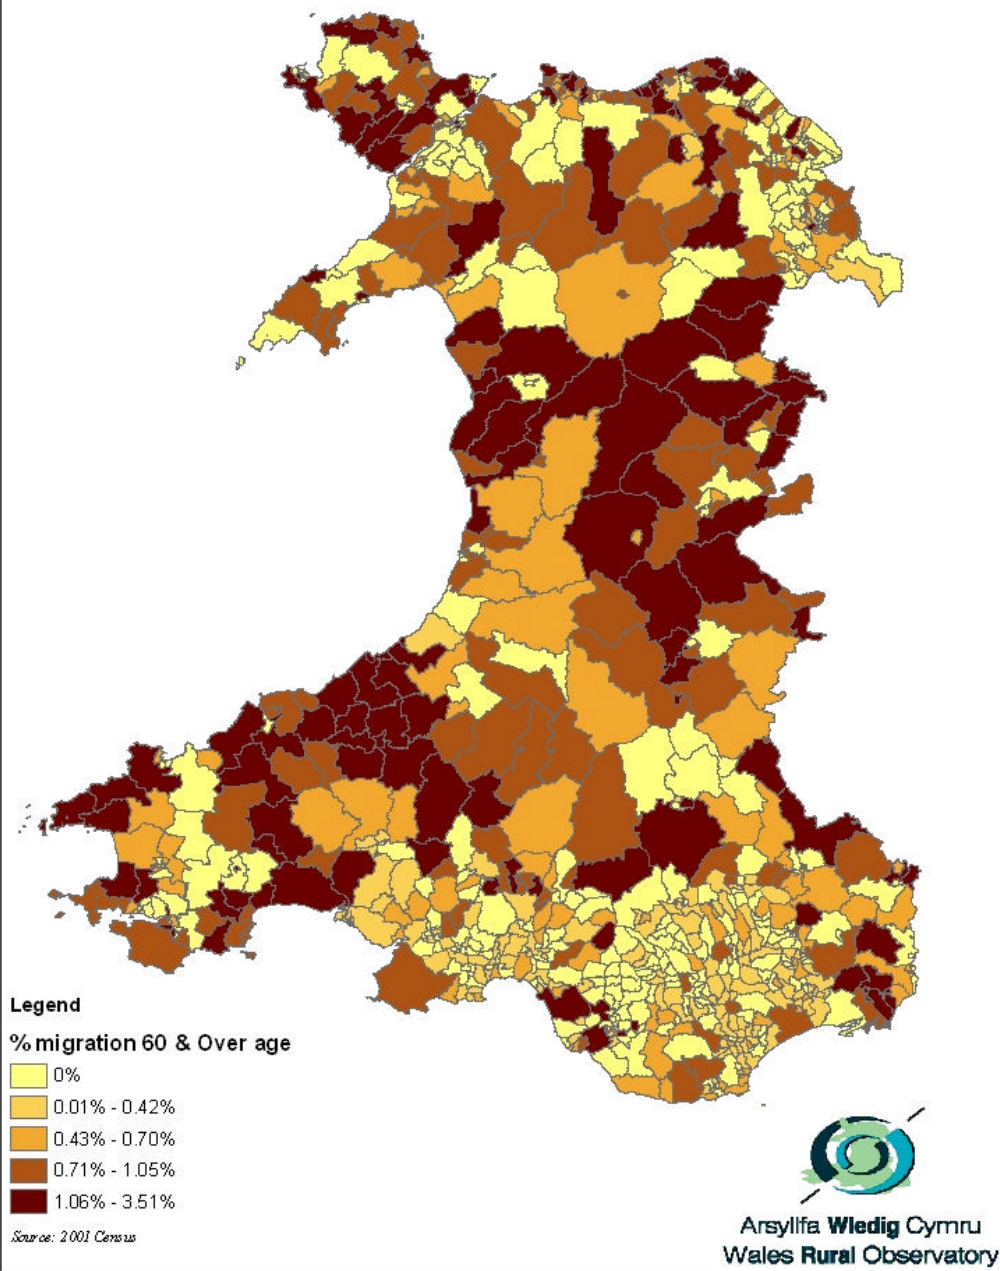 Legend
% migration 60 & Over age
0%
0.01% - 0.42%
0.43% - 0.70%
0.71% - 1.05%
1.06% - 3.51%
Source: 2001 Census
Arsyllfa Wledig Cymru
Wales Rural Observatory